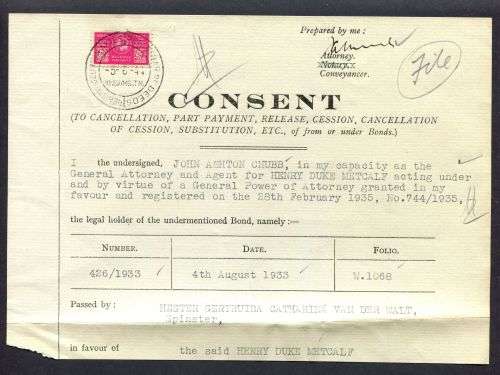 Prepared by me :
Attorney.
Notary.
Conveyancer.
File
CONSENT
(TO CANCELLATION, PART PAYMENT, RELEASE, CESSION, CANCELLATION
OF CESSION, SUBSTITUTION, ETC., of from or under Bonds.)
I the undersigned, JOHN ASHTON CHUBB, in my capacity as the
General Attorney and Agent for HENRY DUKE METCALF acting under
and by virtue of a General Power of Attorney granted in my
favour and registered on the 28th February 1935, No.744/1935,
the legal holder of the undermentioned Bond, namely :—
NUMBER. DATE. FOLIO.
426/1933 4th August 1933 W.1068
Passed by : HESTER GERTRUIDA CATHARINE VAN DER WALT,
Spinster,
in favour of the said HENRY DUKE METCALF